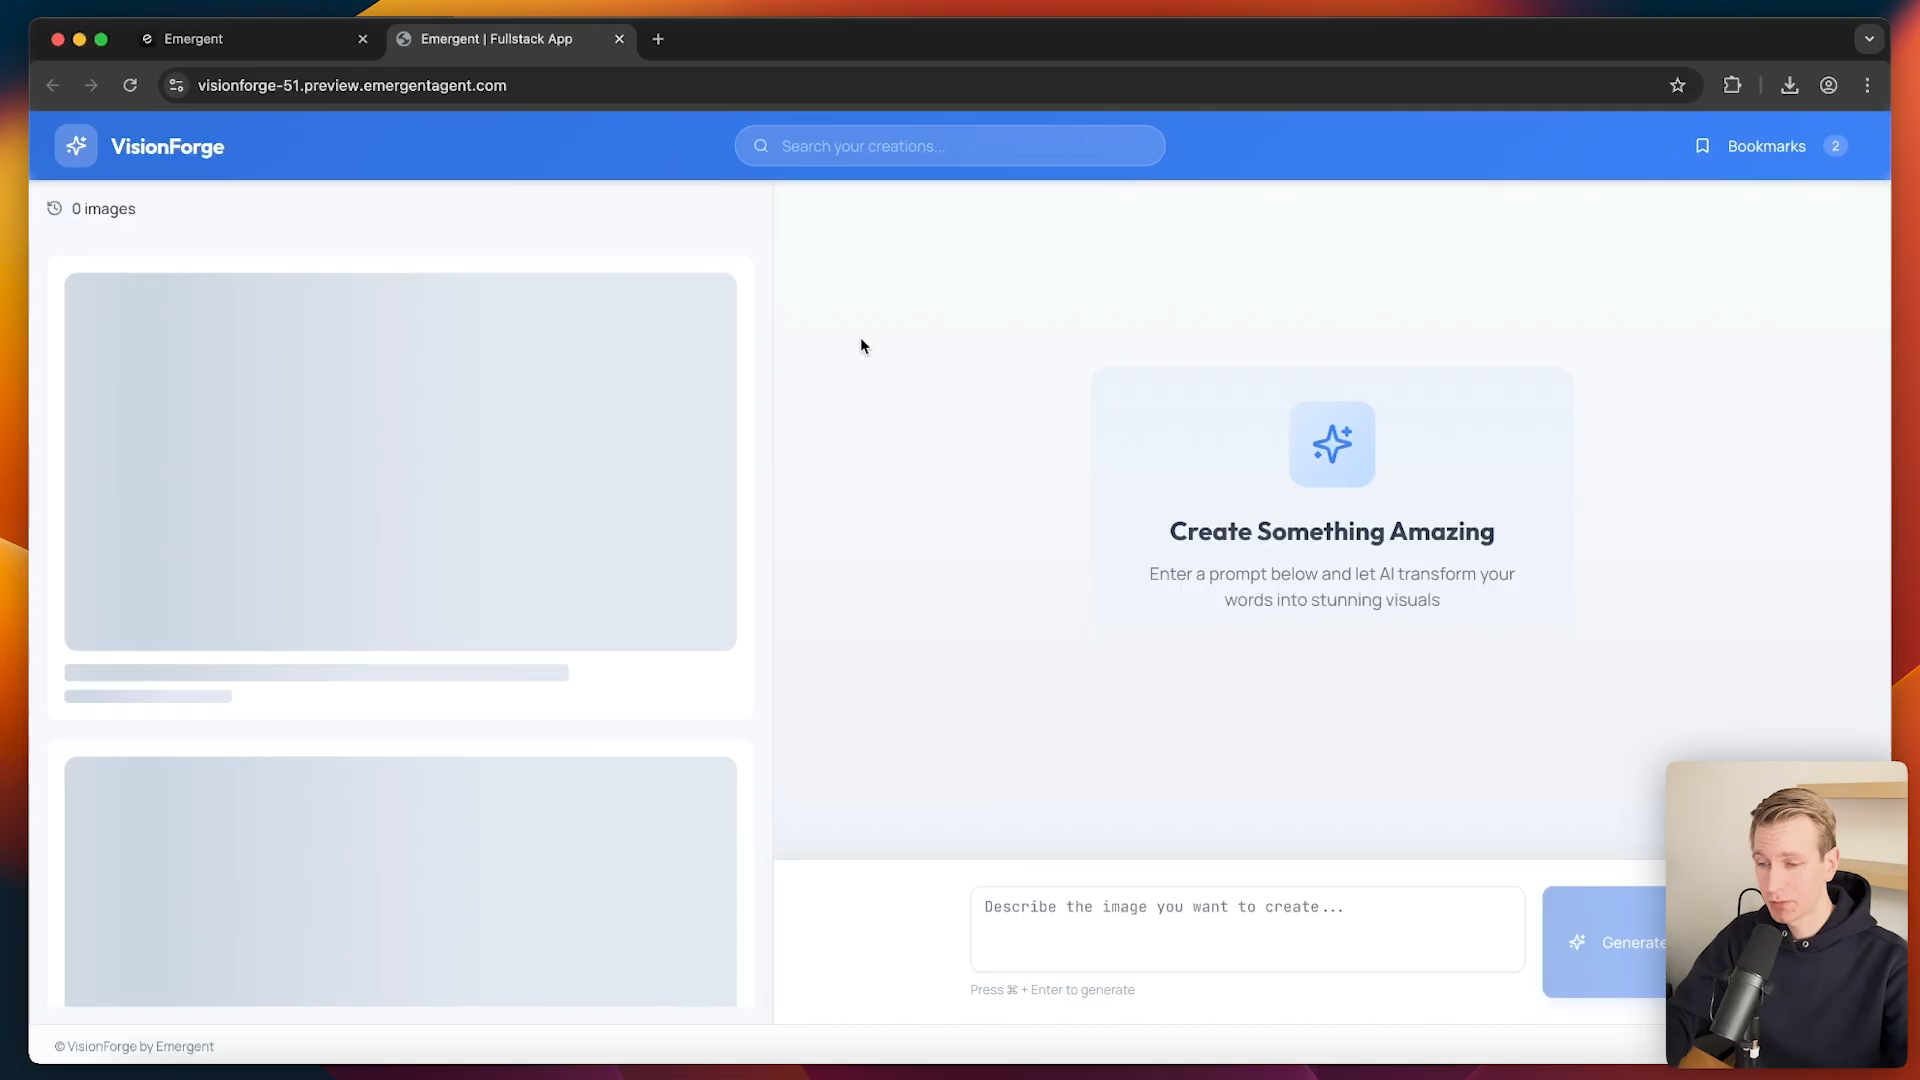 Emergent
Emergent | Fullstack App
visionforge-51.preview.emergentagent.com
VisionForge
Search your creations...
Bookmarks 2
0 images
Create Something Amazing
Enter a prompt below and let AI transform your
words into stunning visuals
Describe the image you want to create...
Generate
Press ⌘ + Enter to generate
© VisionForge by Emergent